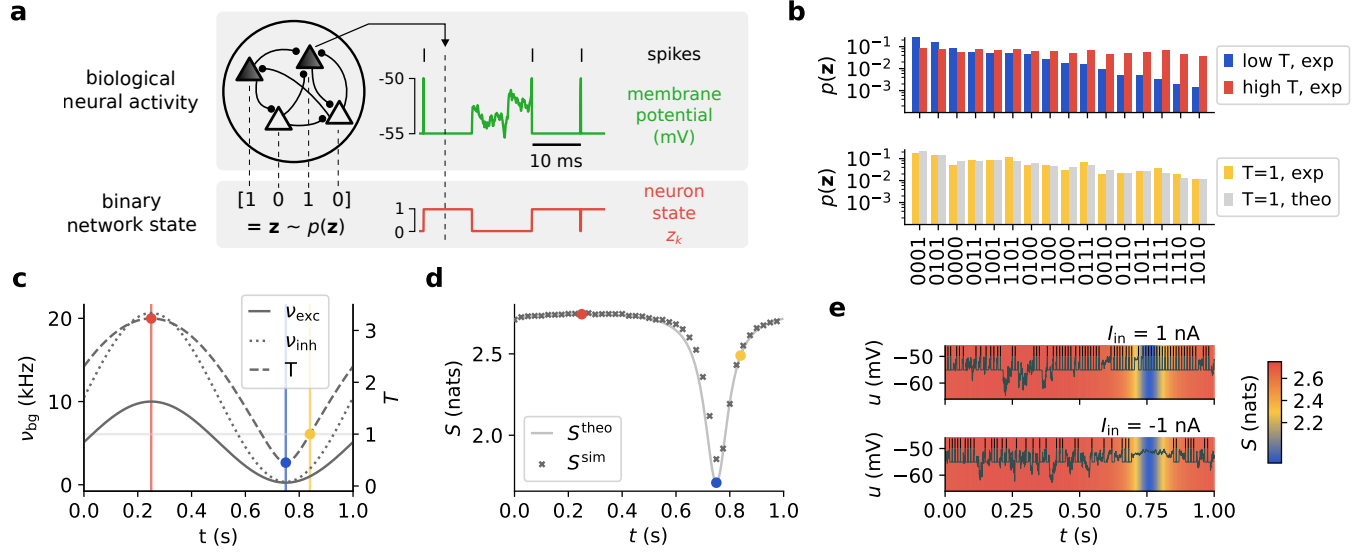 a
biological
neural activity
-50
-55
10 ms
spikes
membrane
potential
(mV)
binary
network state
[1 0 1 0]
= z ~ p(z)
1
0
neuron
state
z_k
b
p(z)
10⁻¹
10⁻³
low T, exp
high T, exp
p(z)
10⁻¹
10⁻³
T=1, exp
T=1, theo
0001
0101
0000
0011
1001
1101
0100
1100
1000
0111
0010
0110
1011
1111
1110
1010
c
ν_bg (kHz)
20
10
0
ν_exc
ν_inh
T
3
2
1
0
T
0.0 0.2 0.4 0.6 0.8 1.0
t (s)
d
S (nats)
2.5
2.0
S^theo
S^sim
0.0 0.2 0.4 0.6 0.8 1.0
t (s)
e
I_in = 1 nA
u (mV)
−50
−60
I_in = -1 nA
u (mV)
−50
−60
0.00 0.25 0.50 0.75 1.00
t (s)
2.6
2.4
2.2
S (nats)